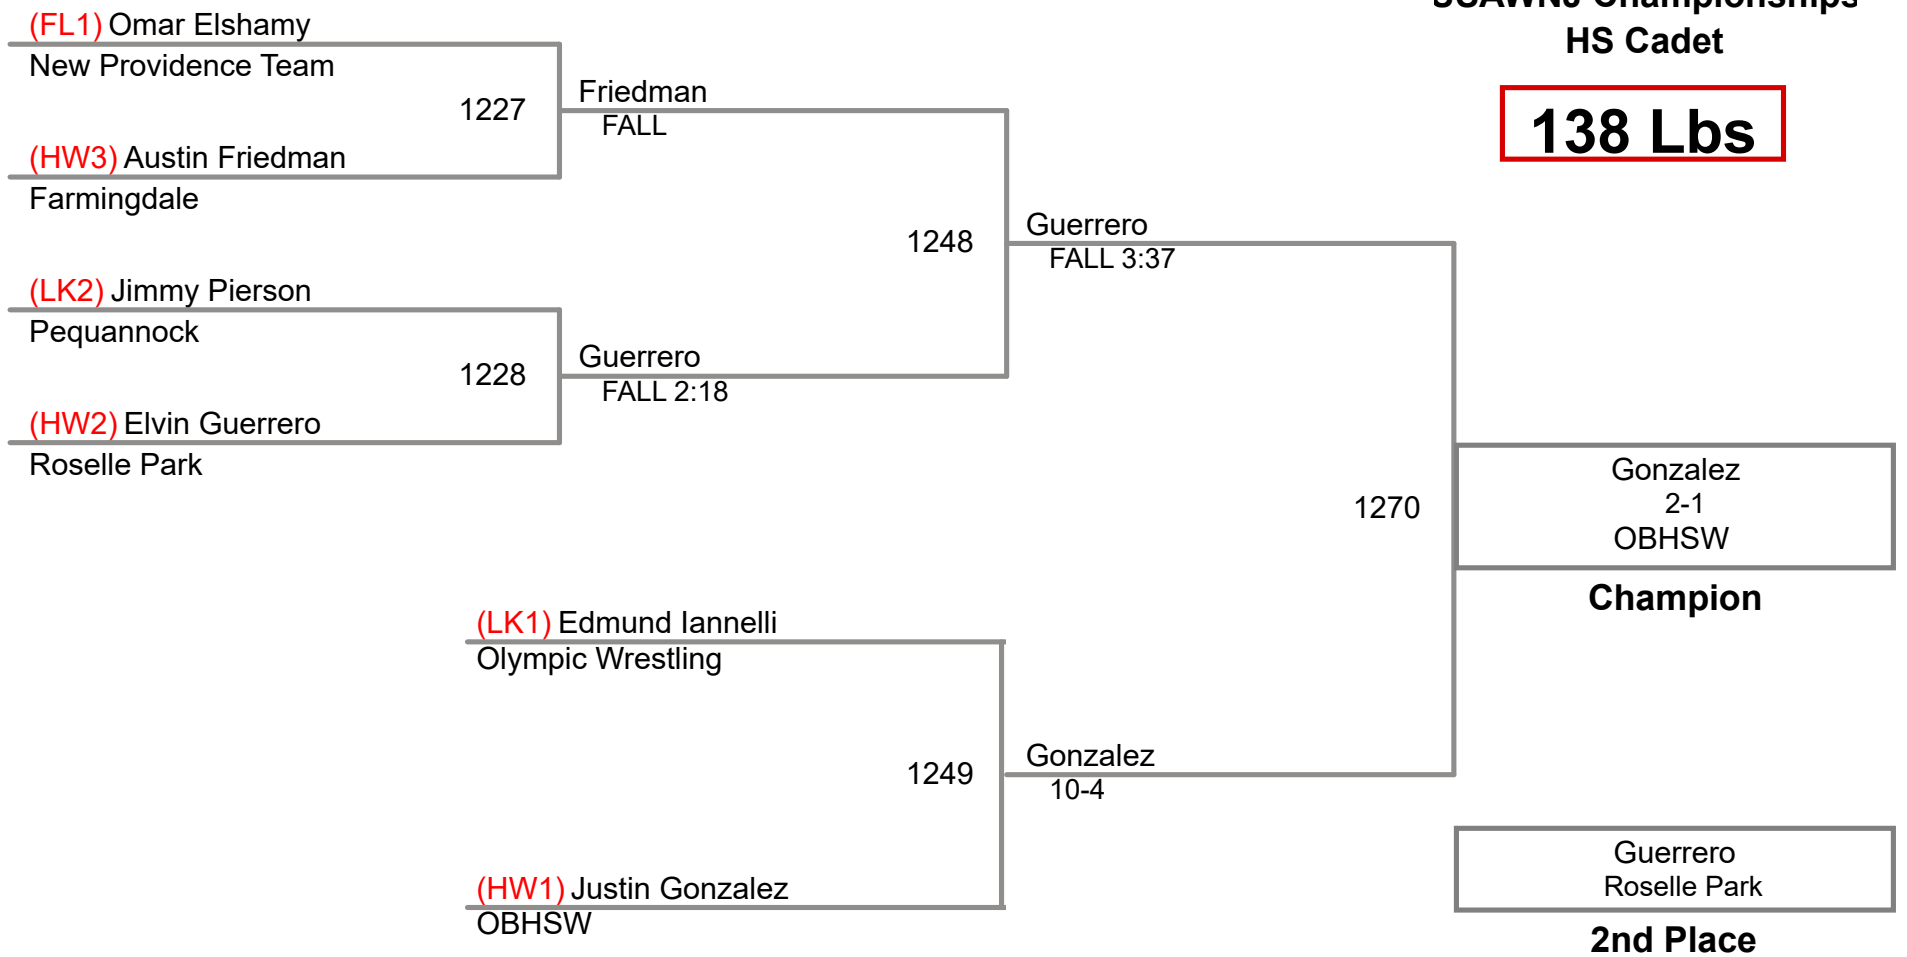 Championships
HS Cadet
138 Lbs
(FL1) Omar Elshamy
New Providence Team
1227
Friedman
FALL
(HW3) Austin Friedman
Farmingdale
1248
Guerrero
FALL 3:37
(LK2) Jimmy Pierson
Pequannock
1228
Guerrero
FALL 2:18
(HW2) Elvin Guerrero
Roselle Park
1270
Gonzalez
2-1
OBHSW
Champion
(LK1) Edmund Iannelli
Olympic Wrestling
1249
Gonzalez
10-4
(HW1) Justin Gonzalez
OBHSW
Guerrero
Roselle Park
2nd Place